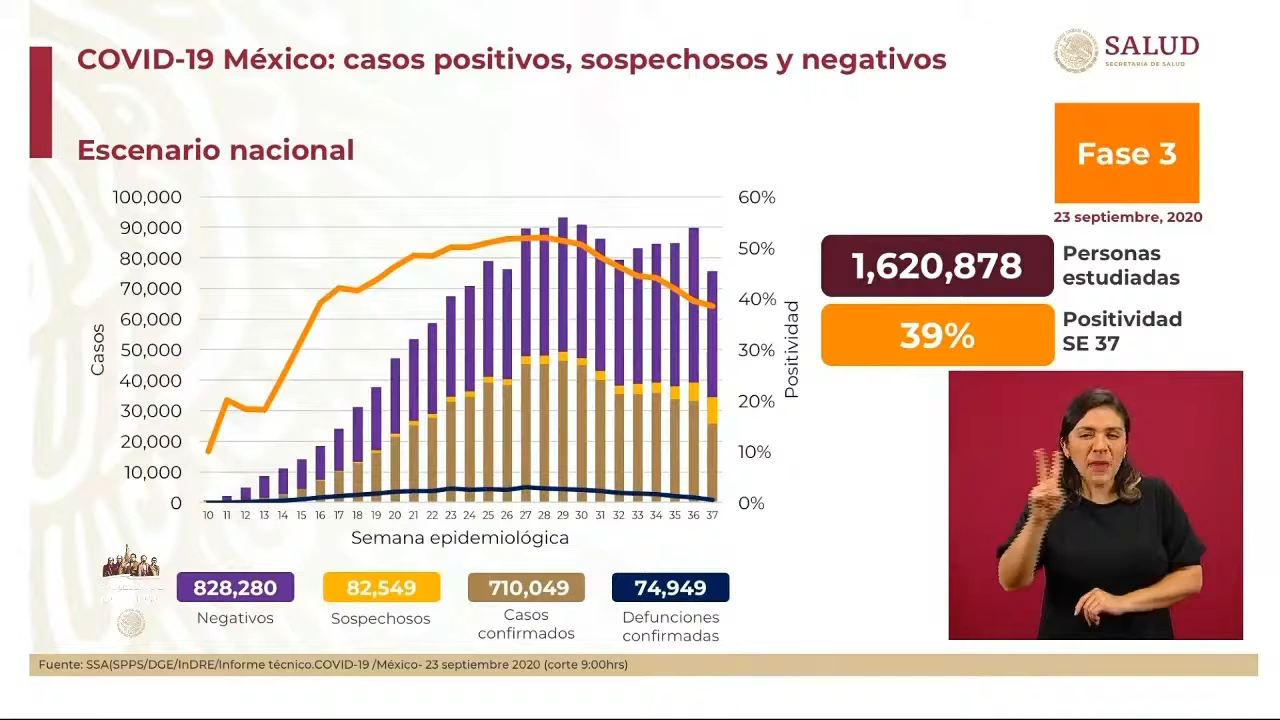 COVID-19 México: casos positivos, sospechosos y negativos
SALUD
SECRETARÍA DE SALUD
Escenario nacional
Fase 3
23 septiembre, 2020
1,620,878
Personas
estudiadas
39%
Positividad
SE 37
Casos
100,000
90,000
80,000
70,000
60,000
50,000
40,000
30,000
20,000
10,000
0
60%
50%
40%
30%
20%
10%
0%
Positividad
10 11 12 13 14 15 16 17 18 19 20 21 22 23 24 25 26 27 28 29 30 31 32 33 34 35 36 37
Semana epidemiológica
828,280
Negativos
82,549
Sospechosos
710,049
Casos
confirmados
74,949
Defunciones
confirmadas
Fuente: SSA(SPPS/DGE/InDRE/Informe técnico.COVID-19 /México- 23 septiembre 2020 (corte 9:00hrs)